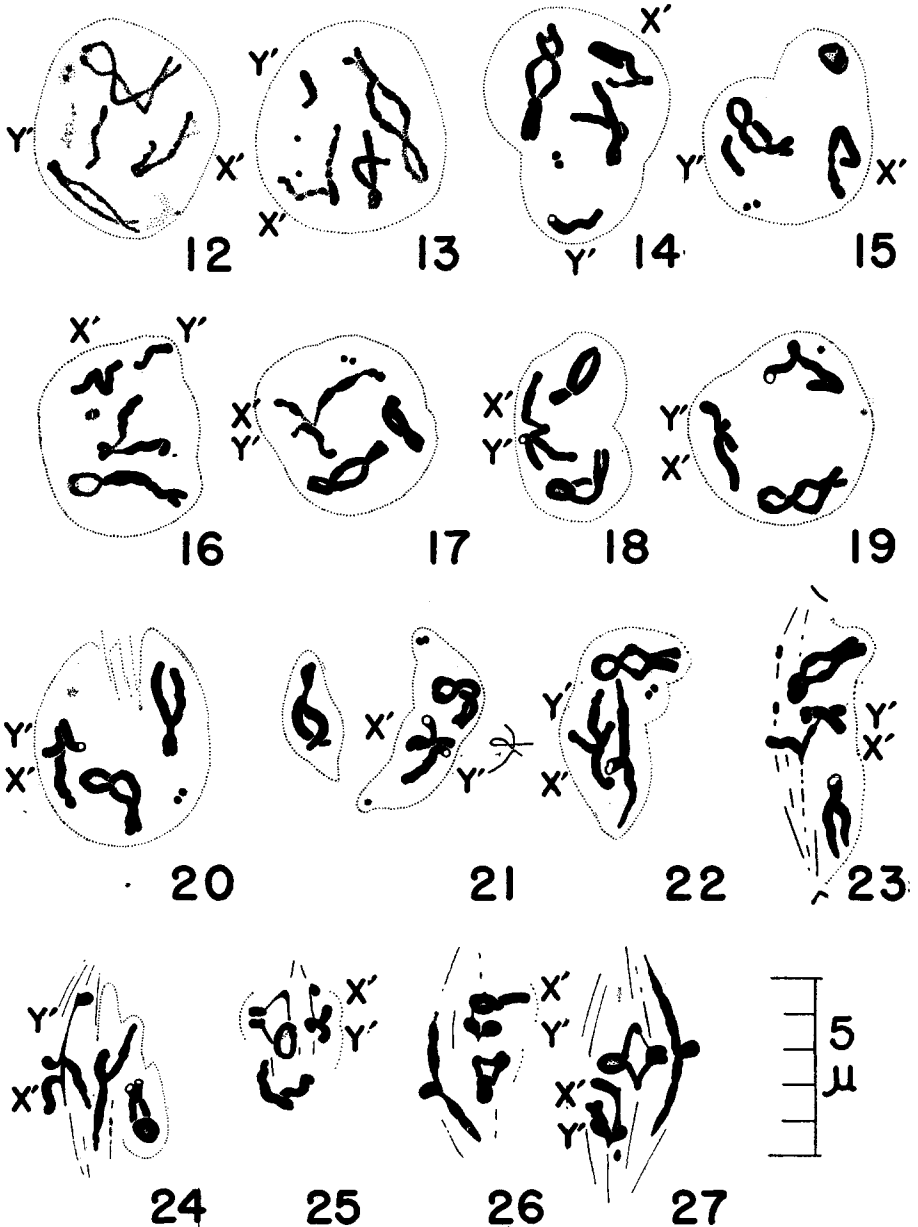 Y' X' 12
Y' X' 13
X' Y' 14
Y' X' 15
X' Y' 16
X' Y' 17
X' Y' 18
Y' X' 19
Y' X' 20
X' Y' 21
Y' X' 22
Y' X' 23
Y' X' 24
X' Y' 25
X' Y' 26
X' Y' 27
5
μ